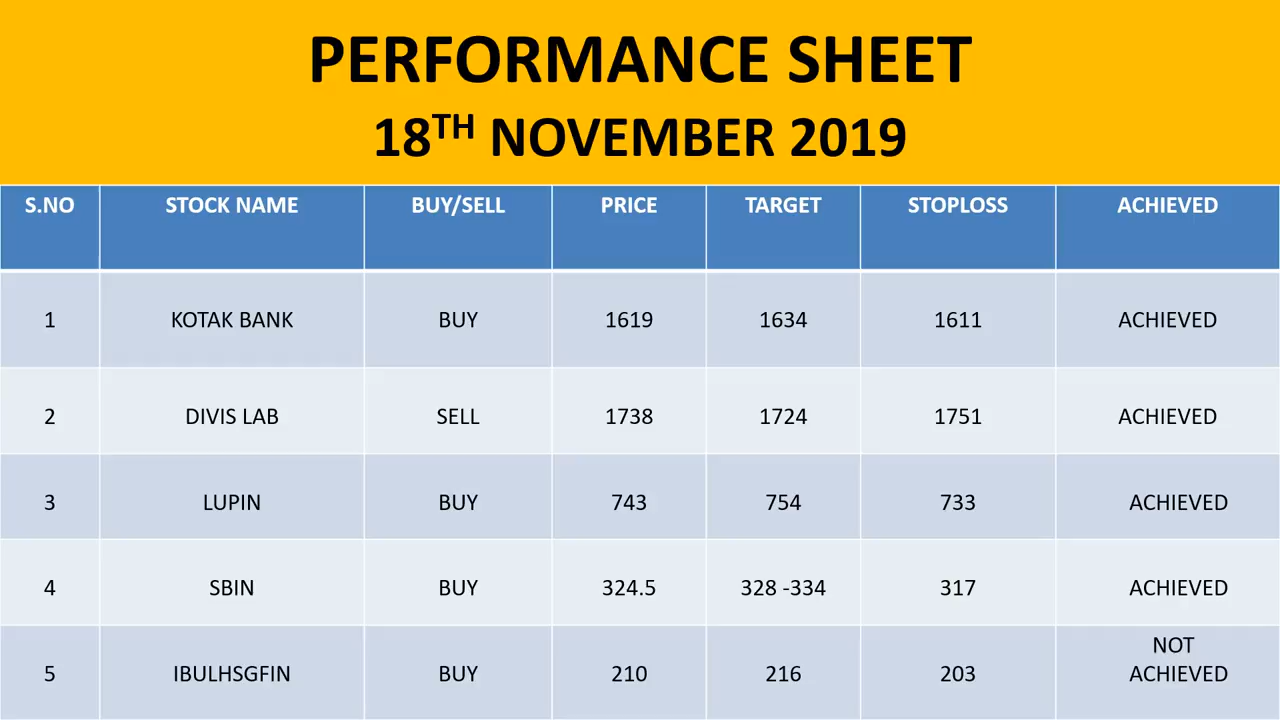 PERFORMANCE SHEET
18TH NOVEMBER 2019
S.NO STOCK NAME BUY/SELL PRICE TARGET STOPLOSS ACHIEVED
1 KOTAK BANK BUY 1619 1634 1611 ACHIEVED
2 DIVIS LAB SELL 1738 1724 1751 ACHIEVED
3 LUPIN BUY 743 754 733 ACHIEVED
4 SBIN BUY 324.5 328 -334 317 ACHIEVED
5 IBULHSGFIN BUY 210 216 203 NOT
ACHIEVED